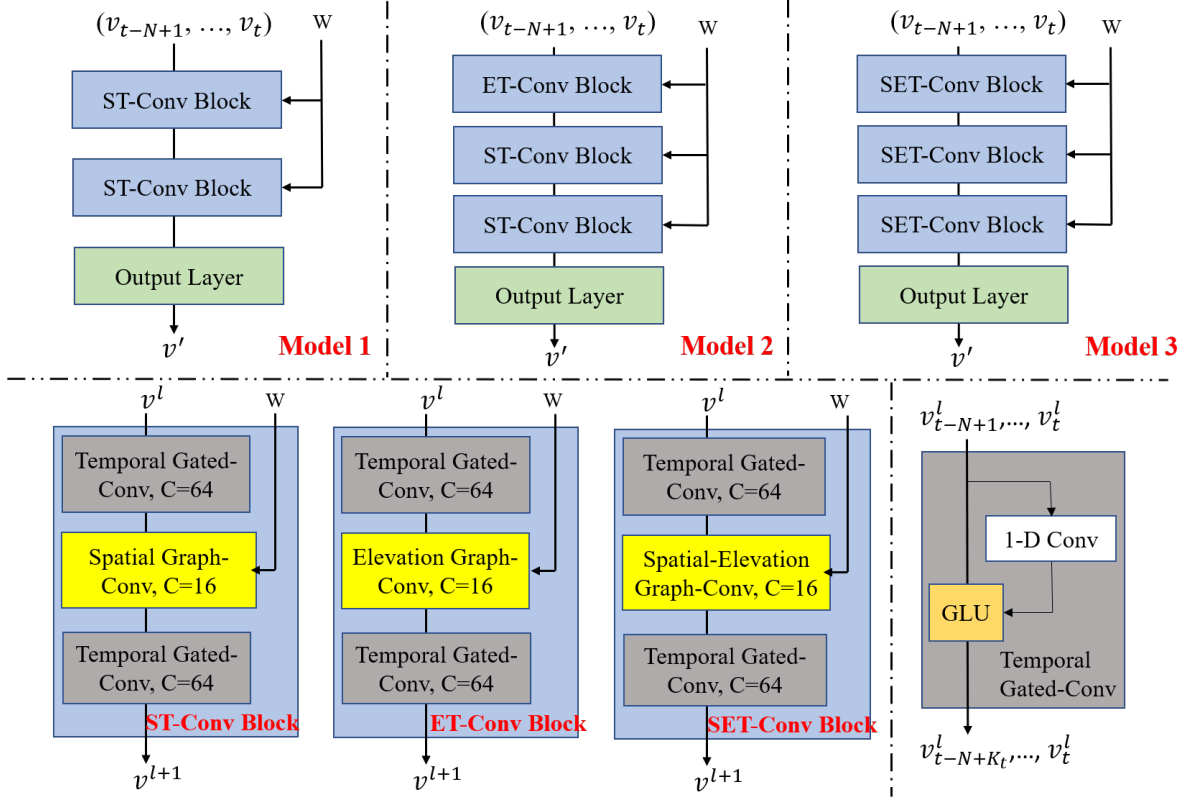 (v_{t−N+1}, …, v_t)
W
ST-Conv Block
ST-Conv Block
Output Layer
v′
Model 1
(v_{t−N+1}, …, v_t)
W
ET-Conv Block
ST-Conv Block
ST-Conv Block
Output Layer
v′
Model 2
(v_{t−N+1}, …, v_t)
W
SET-Conv Block
SET-Conv Block
SET-Conv Block
Output Layer
v′
Model 3
v^l
W
Temporal Gated-
Conv, C=64
Spatial Graph-
Conv, C=16
Temporal Gated-
Conv, C=64
ST-Conv Block
v^{l+1}
v^l
W
Temporal Gated-
Conv, C=64
Elevation Graph-
Conv, C=16
Temporal Gated-
Conv, C=64
ET-Conv Block
v^{l+1}
v^l
W
Temporal Gated-
Conv, C=64
Spatial-Elevation
Graph-Conv, C=16
Temporal Gated-
Conv, C=64
SET-Conv Block
v^{l+1}
v^l_{t−N+1},…, v^l_t
1-D Conv
GLU
Temporal
Gated-Conv
v^l_{t−N+K_t},…, v^l_t